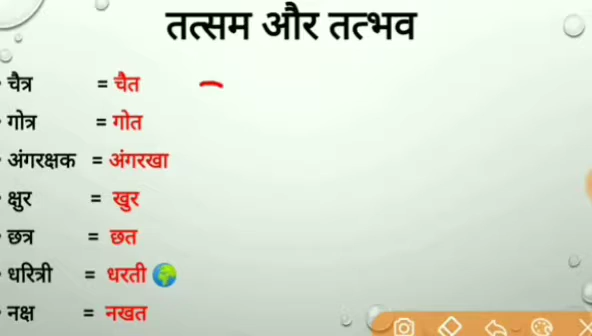 तत्सम और तत्भव
चैत्र = चैत
गोत्र = गोत
अंगरक्षक = अंगरखा
क्षुर = खुर
छत्र = छत
धरित्री = धरती
नक्ष = नखत